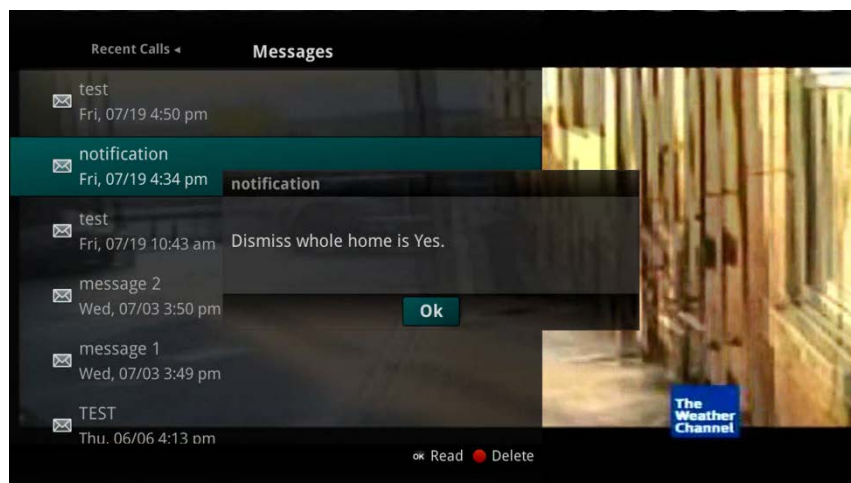 Recent Calls ◂ Messages
test
Fri, 07/19 4:50 pm
notification
Fri, 07/19 4:34 pm
notification
Dismiss whole home is Yes.
Ok
test
Fri, 07/19 10:43 am
message 2
Wed, 07/03 3:50 pm
message 1
Wed, 07/03 3:49 pm
TEST
Thu, 06/06 4:13 pm
The
Weather
Channel
OK Read Delete